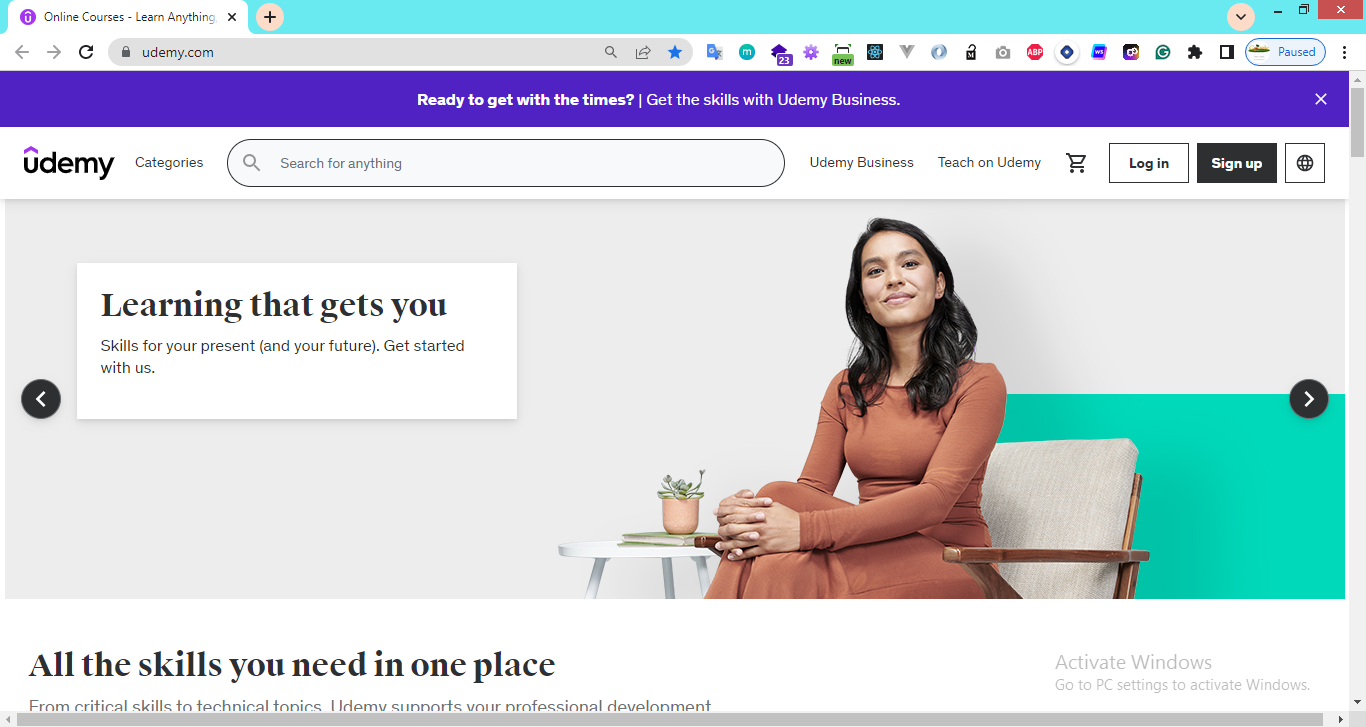 Online Courses - Learn Anything,
udemy.com
23
new
ABP
WS
Paused
Ready to get with the times? | Get the skills with Udemy Business.
udemy
Categories
Search for anything
Udemy Business
Teach on Udemy
Log in
Sign up
Learning that gets you
Skills for your present (and your future). Get started
with us.
All the skills you need in one place
From critical skills to technical topics, Udemy supports your professional development.
Activate Windows
Go to PC settings to activate Windows.